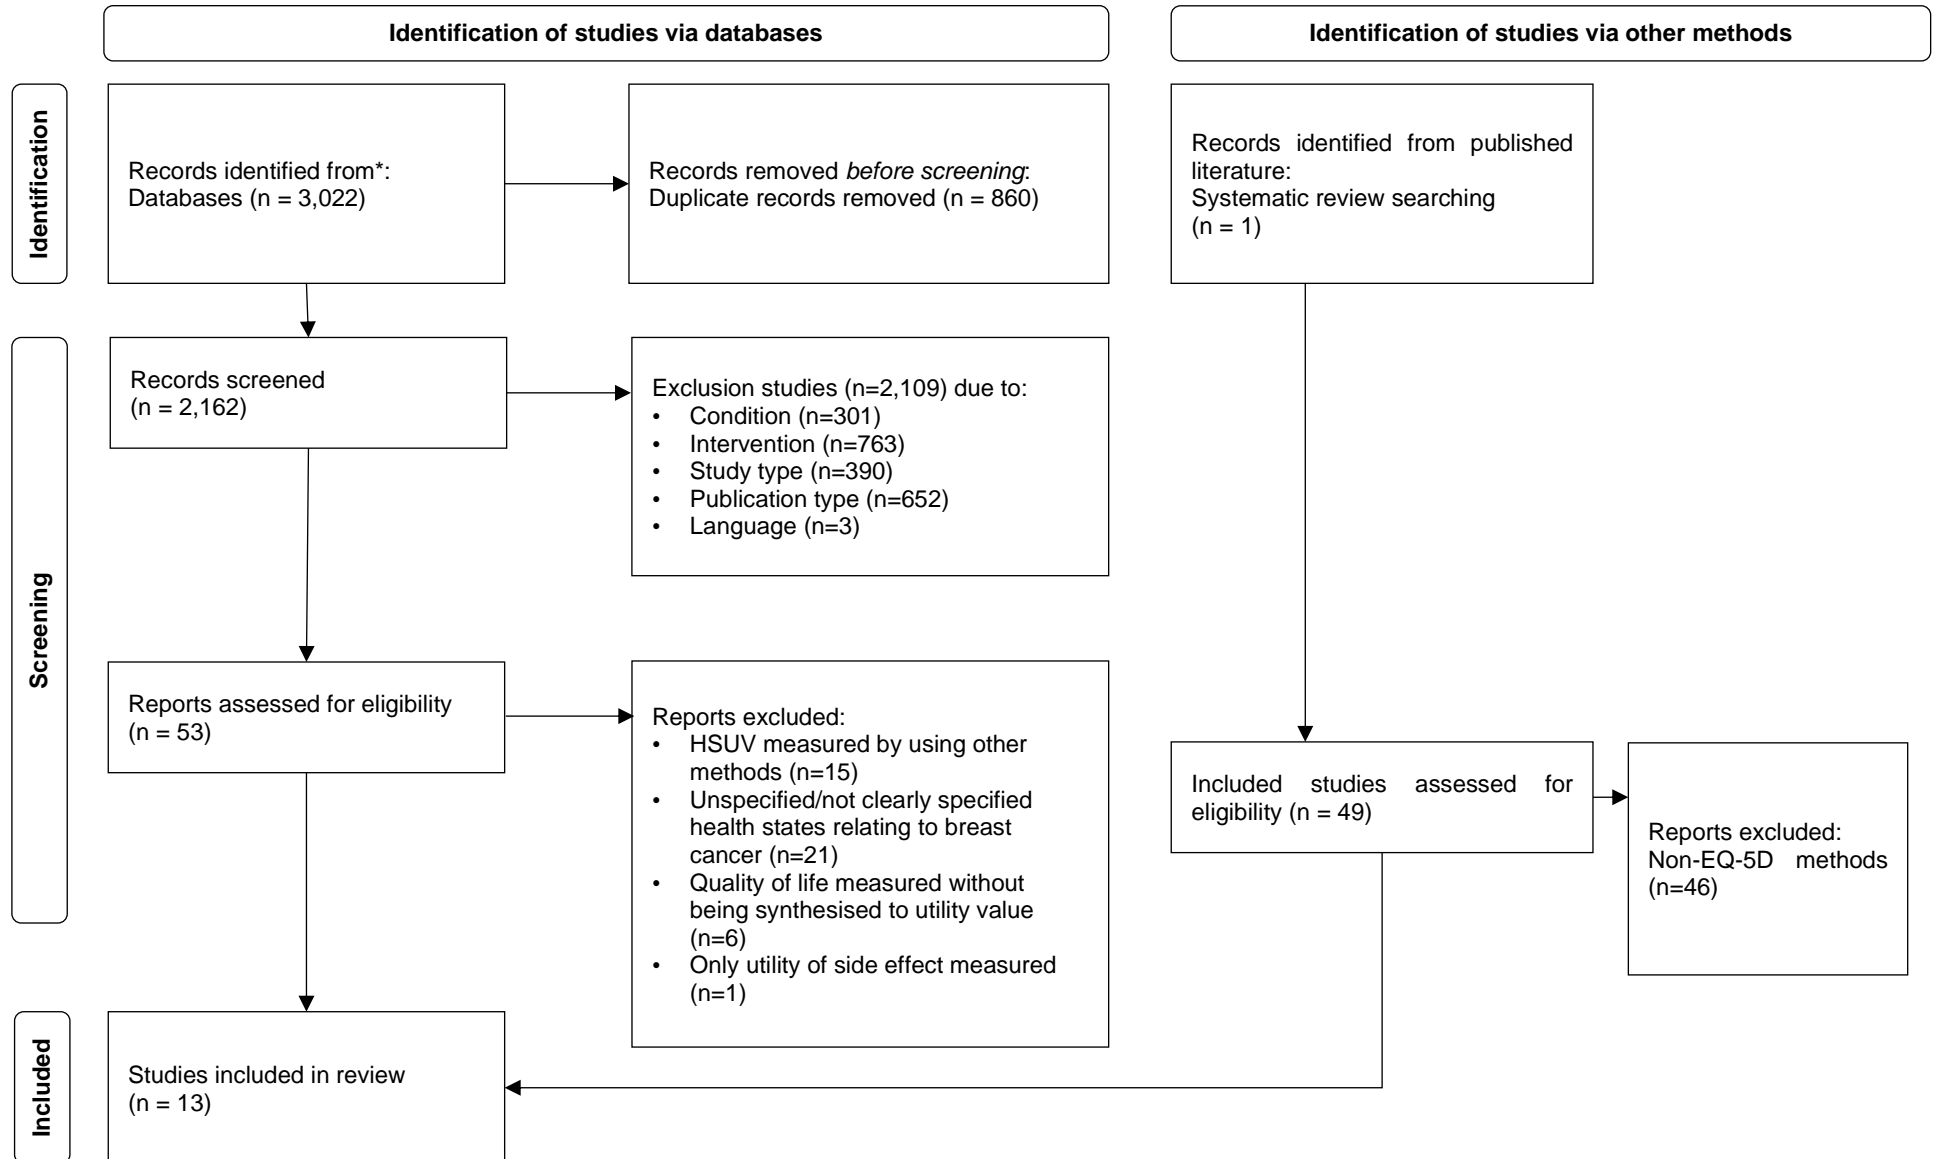 Identification of studies via databases
Identification of studies via other methods
Identification
Records identified from*:
Databases (n = 3,022)
Records removed before screening:
Duplicate records removed (n = 860)
Records identified from published
literature:
Systematic review searching
(n = 1)
Screening
Records screened
(n = 2,162)
Exclusion studies (n=2,109) due to:
• Condition (n=301)
• Intervention (n=763)
• Study type (n=390)
• Publication type (n=652)
• Language (n=3)
Reports assessed for eligibility
(n = 53)
Reports excluded:
• HSUV measured by using other
methods (n=15)
• Unspecified/not clearly specified
health states relating to breast
cancer (n=21)
• Quality of life measured without
being synthesised to utility value
(n=6)
• Only utility of side effect measured
(n=1)
Included studies assessed for
eligibility (n = 49)
Reports excluded:
Non-EQ-5D methods
(n=46)
Included
Studies included in review
(n = 13)